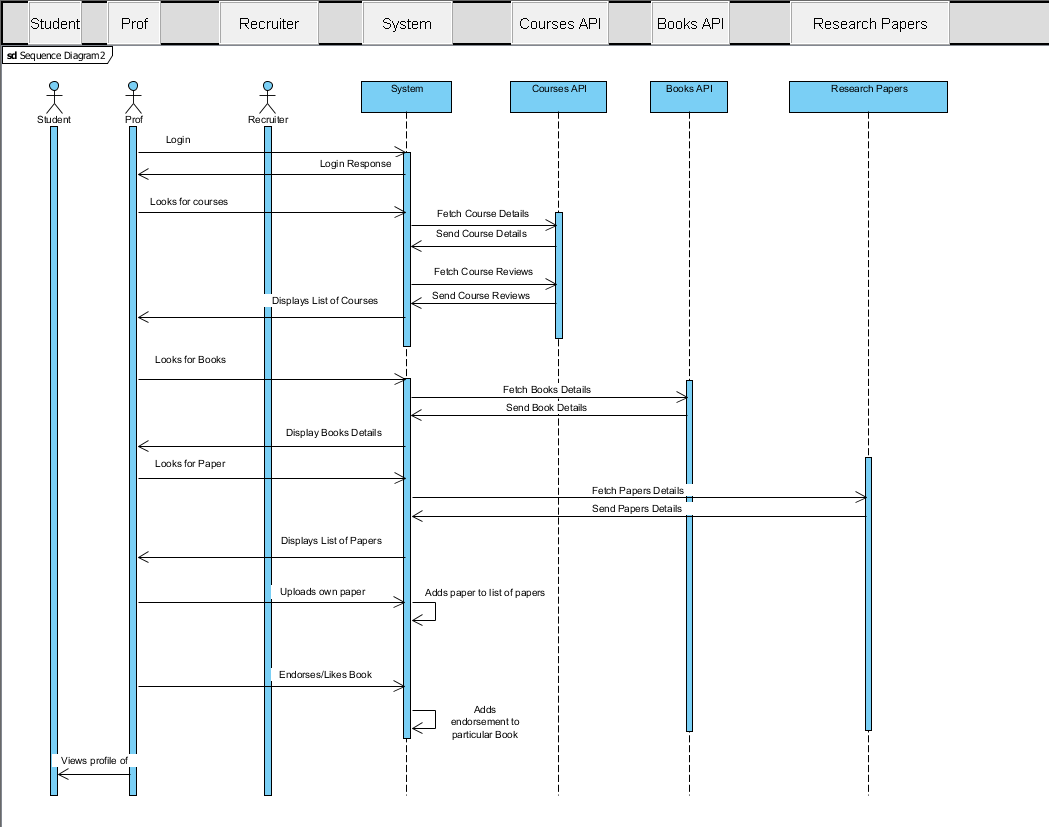 Student Prof Recruiter System Courses API Books API Research Papers
sd Sequence Diagram2
System Courses API Books API Research Papers
Student Prof Recruiter
Login
Login Response
Looks for courses
Fetch Course Details
Send Course Details
Fetch Course Reviews
Send Course Reviews
Displays List of Courses
Looks for Books
Fetch Books Details
Send Book Details
Display Books Details
Looks for Paper
Fetch Papers Details
Send Papers Details
Displays List of Papers
Uploads own paper
Adds paper to list of papers
Endorses/Likes Book
Adds
endorsement to
particular Book
Views profile of